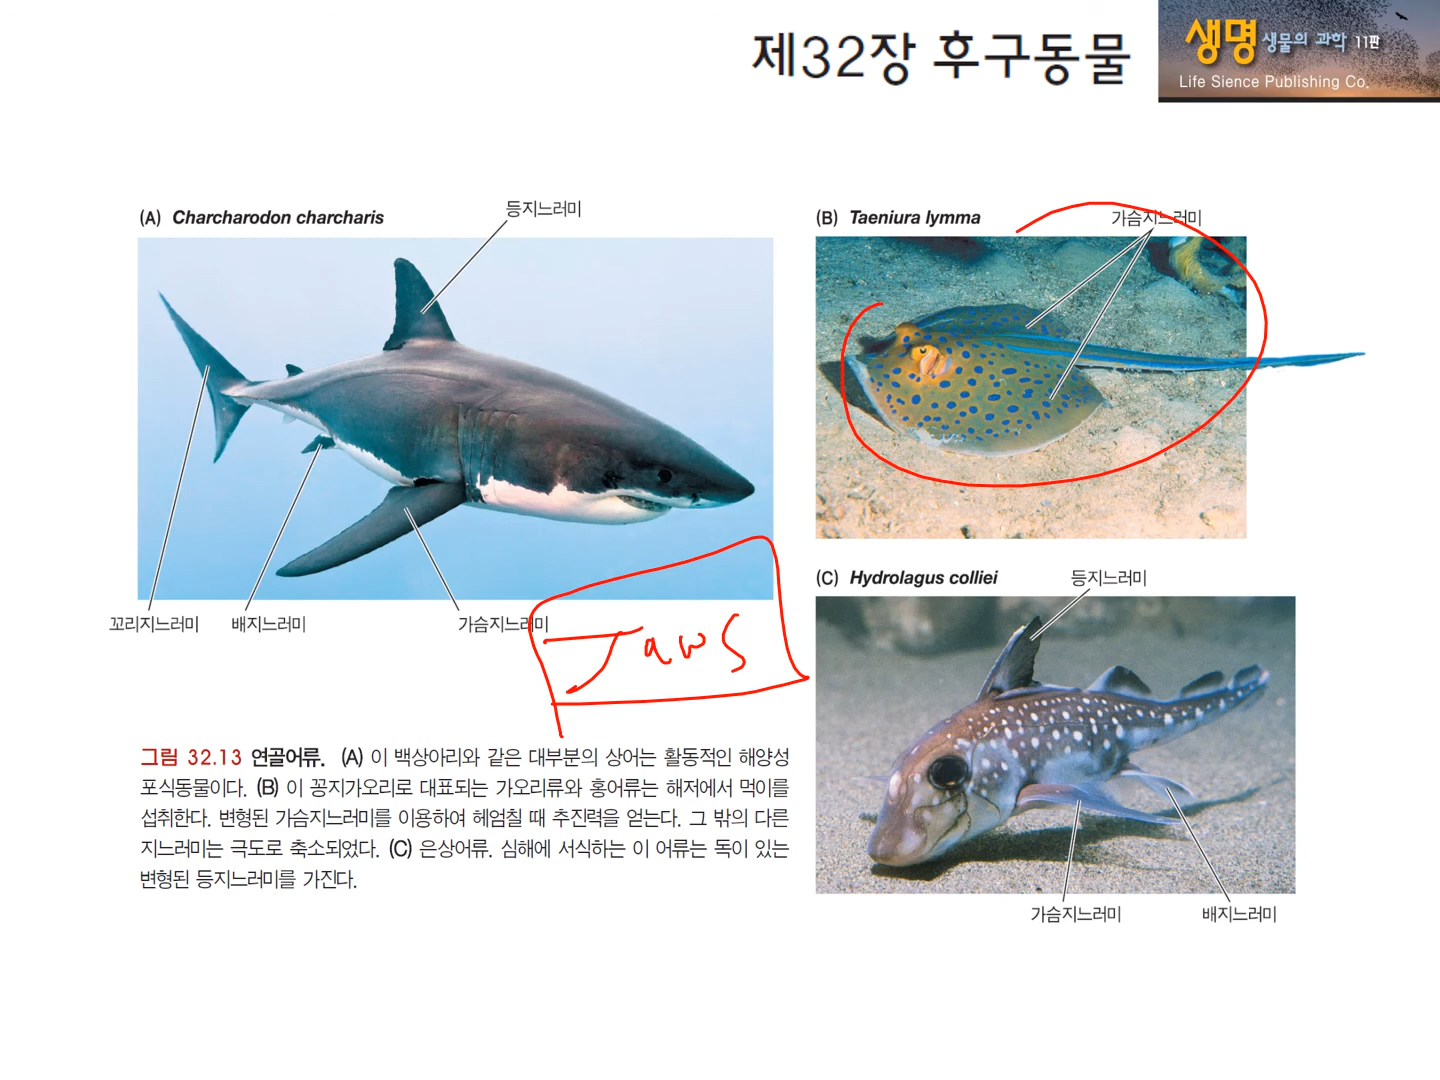 제32장 후구동물
생명 생물의 과학 11판
Life Sience Publishing Co.
(A) Charcharodon charcharis
등지느러미
꼬리지느러미
배지느러미
가슴지느러미
Jaws
(B) Taeniura lymma
가슴지느러미
(C) Hydrolagus colliei
등지느러미
가슴지느러미
배지느러미
그림 32.13 연골어류. (A) 이 백상아리와 같은 대부분의 상어는 활동적인 해양성
포식동물이다. (B) 이 꽁지가오리로 대표되는 가오리류와 홍어류는 해저에서 먹이를
섭취한다. 변형된 가슴지느러미를 이용하여 헤엄칠 때 추진력을 얻는다. 그 밖의 다른
지느러미는 극도로 축소되었다. (C) 은상어류. 심해에 서식하는 이 어류는 독이 있는
변형된 등지느러미를 가진다.